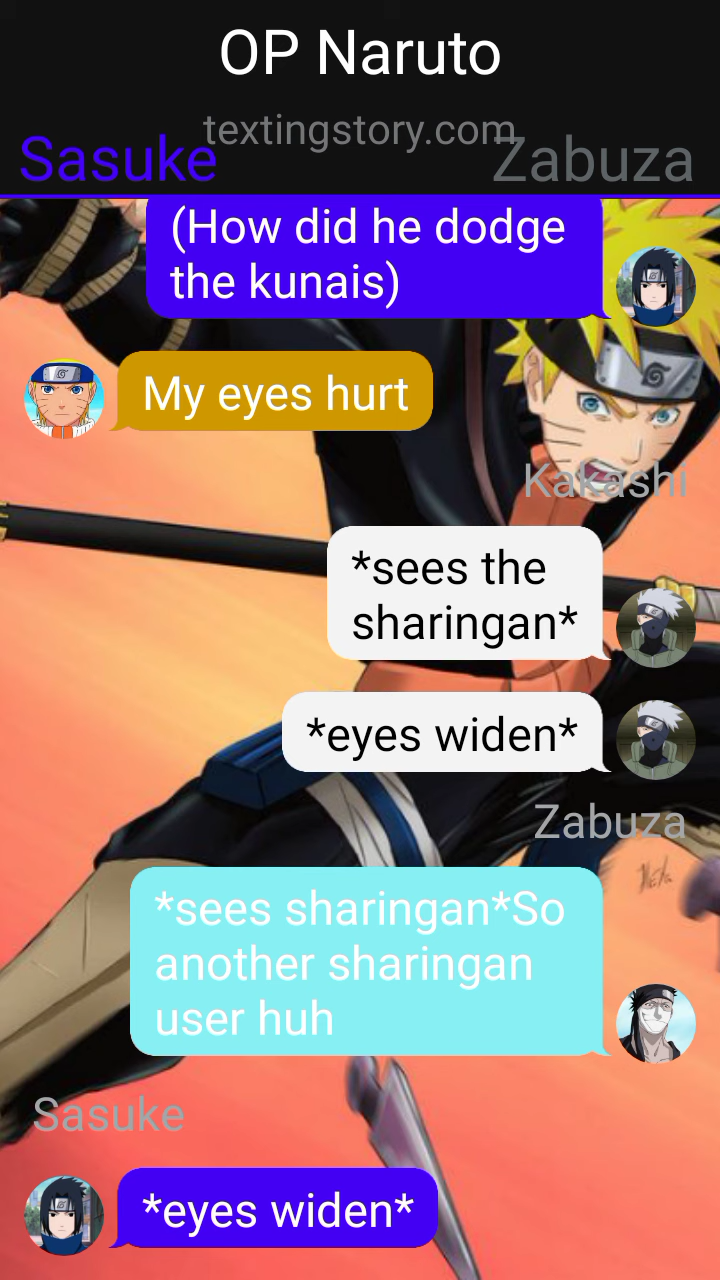 OP Naruto
textingstory.com
Sasuke
Zabuza
(How did he dodge
the kunais)
My eyes hurt
Kakashi
*sees the
sharingan*
*eyes widen*
Zabuza
*sees sharingan*So
another sharingan
user huh
Sasuke
*eyes widen*